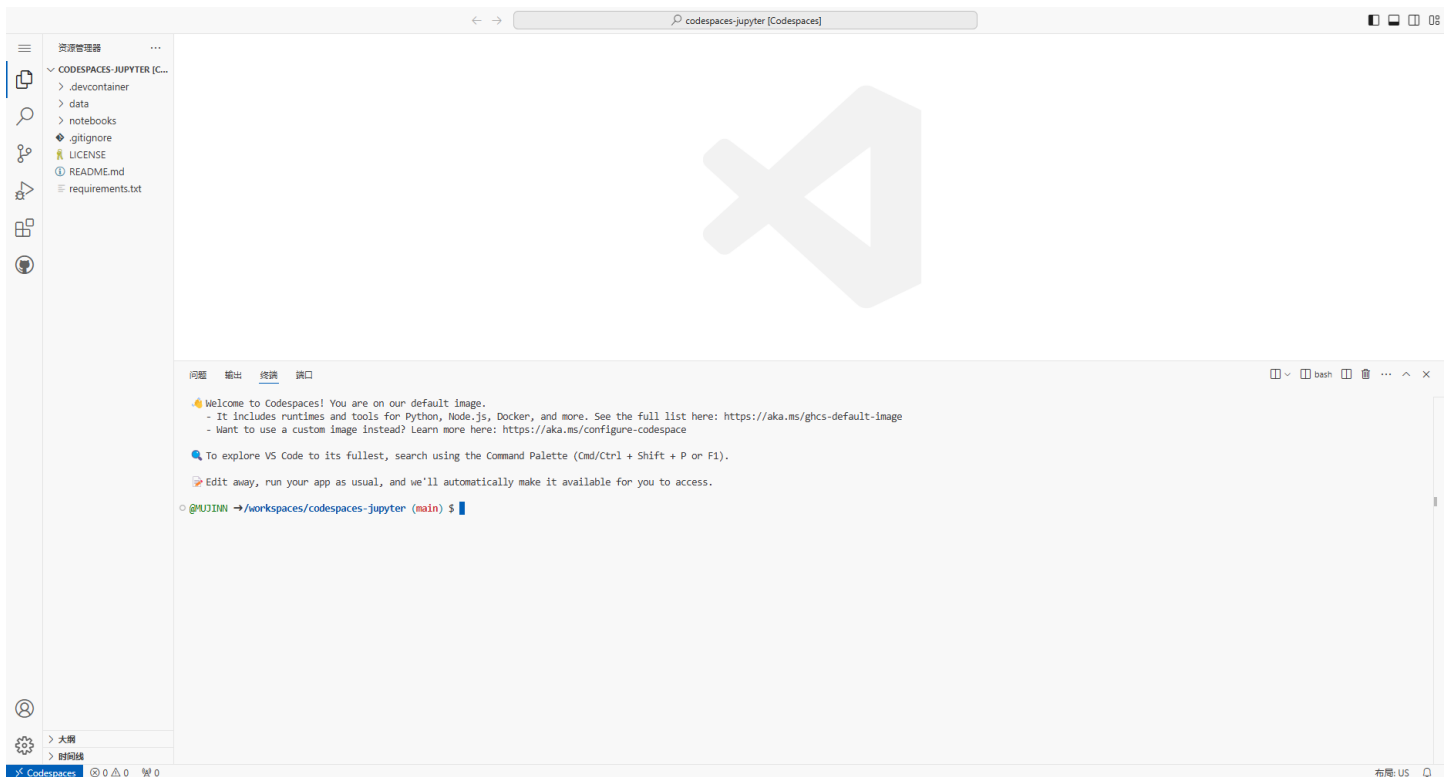 codespaces-jupyter [Codespaces]
资源管理器
CODESPACES-JUPYTER [C...
.devcontainer
data
notebooks
.gitignore
LICENSE
README.md
requirements.txt
问题 输出 终端 端口
bash
Welcome to Codespaces! You are on our default image.
- It includes runtimes and tools for Python, Node.js, Docker, and more. See the full list here: https://aka.ms/ghcs-default-image
- Want to use a custom image instead? Learn more here: https://aka.ms/configure-codespace
To explore VS Code to its fullest, search using the Command Palette (Cmd/Ctrl + Shift + P or F1).
Edit away, run your app as usual, and we'll automatically make it available for you to access.
@MUJINN →/workspaces/codespaces-jupyter (main) $
大纲
时间线
Codespaces 0 0 0
布局: US